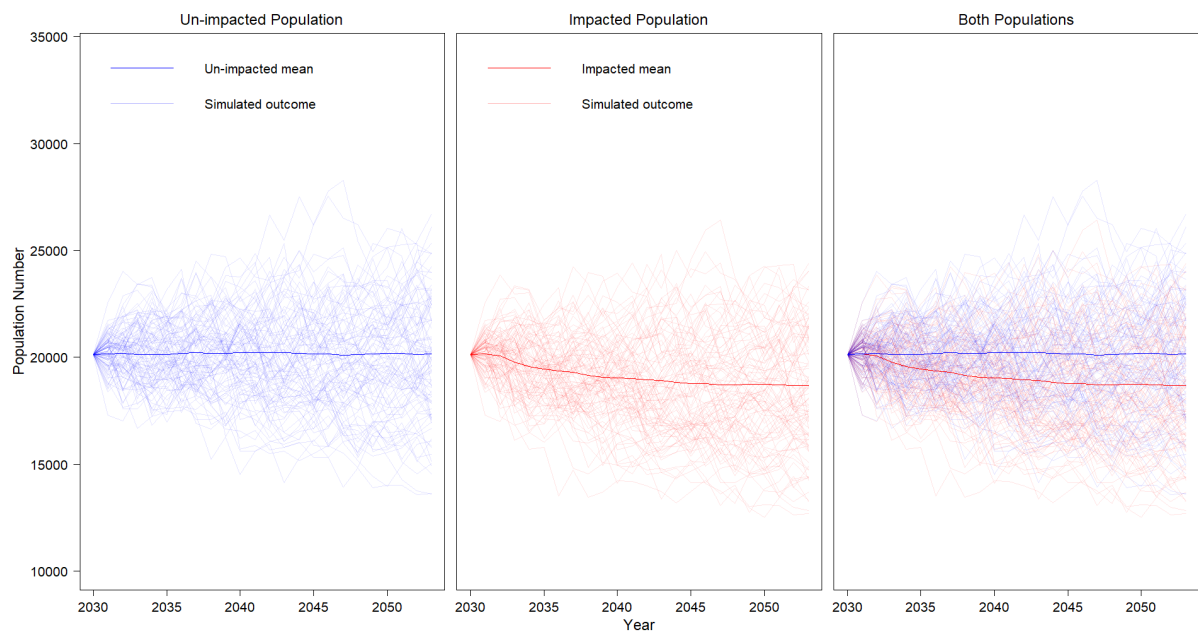 Un-impacted Population
Impacted Population
Both Populations
Un-impacted mean
Simulated outcome
Impacted mean
Simulated outcome
Population Number
35000
30000
25000
20000
15000
10000
2030 2035 2040 2045 2050
2030 2035 2040 2045 2050
2030 2035 2040 2045 2050
Year